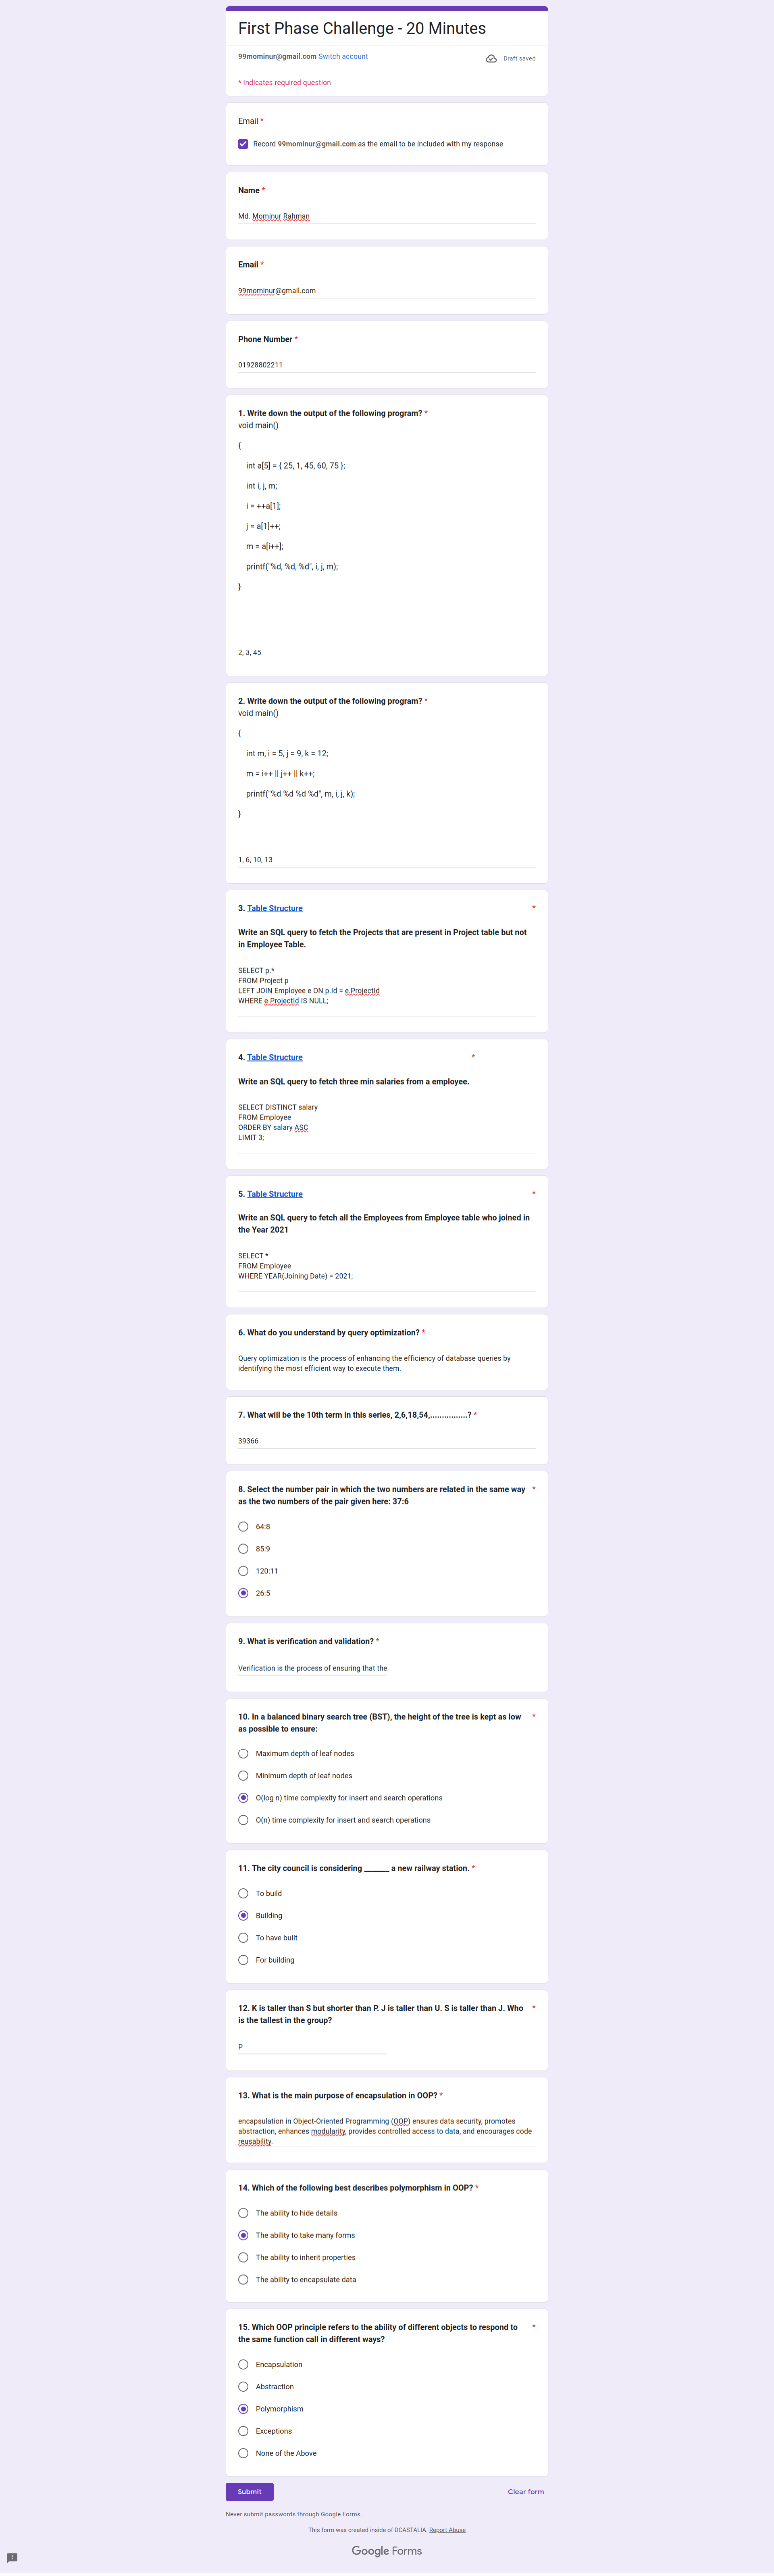 First Phase Challenge - 20 Minutes
99mominur@gmail.com Switch account
Draft saved
* Indicates required question
Email *
Record 99mominur@gmail.com as the email to be included with my response
Name *
Md. Mominur Rahman
Email *
99mominur@gmail.com
Phone Number *
01928802211
1. Write down the output of the following program? *
void main()
{
int a[5] = { 25, 1, 45, 60, 75 };
int i, j, m;
i = ++a[1];
j = a[1]++;
m = a[i++];
printf("%d, %d, %d", i, j, m);
}
2, 3, 45
2. Write down the output of the following program? *
void main()
{
int m, i = 5, j = 9, k = 12;
m = i++ || j++ || k++;
printf("%d %d %d %d", m, i, j, k);
}
1, 6, 10, 13
3. Table Structure *
Write an SQL query to fetch the Projects that are present in Project table but not
in Employee Table.
SELECT p.*
FROM Project p
LEFT JOIN Employee e ON p.Id = e.ProjectId
WHERE e.ProjectId IS NULL;
4. Table Structure *
Write an SQL query to fetch three min salaries from a employee.
SELECT DISTINCT salary
FROM Employee
ORDER BY salary ASC
LIMIT 3;
5. Table Structure *
Write an SQL query to fetch all the Employees from Employee table who joined in
the Year 2021
SELECT *
FROM Employee
WHERE YEAR(Joining Date) = 2021;
6. What do you understand by query optimization? *
Query optimization is the process of enhancing the efficiency of database queries by
identifying the most efficient way to execute them.
7. What will be the 10th term in this series, 2,6,18,54,................? *
39366
8. Select the number pair in which the two numbers are related in the same way *
as the two numbers of the pair given here: 37:6
64:8
85:9
120:11
26:5
9. What is verification and validation? *
Verification is the process of ensuring that the
10. In a balanced binary search tree (BST), the height of the tree is kept as low *
as possible to ensure:
Maximum depth of leaf nodes
Minimum depth of leaf nodes
O(log n) time complexity for insert and search operations
O(n) time complexity for insert and search operations
11. The city council is considering ______ a new railway station. *
To build
Building
To have built
For building
12. K is taller than S but shorter than P. J is taller than U. S is taller than J. Who *
is the tallest in the group?
p
13. What is the main purpose of encapsulation in OOP? *
encapsulation in Object-Oriented Programming (OOP) ensures data security, promotes
abstraction, enhances modularity, provides controlled access to data, and encourages code
reusability.
14. Which of the following best describes polymorphism in OOP? *
The ability to hide details
The ability to take many forms
The ability to inherit properties
The ability to encapsulate data
15. Which OOP principle refers to the ability of different objects to respond to *
the same function call in different ways?
Encapsulation
Abstraction
Polymorphism
Exceptions
None of the Above
Submit
Clear form
Never submit passwords through Google Forms.
This form was created inside of DCASTALIA. Report Abuse
Google Forms